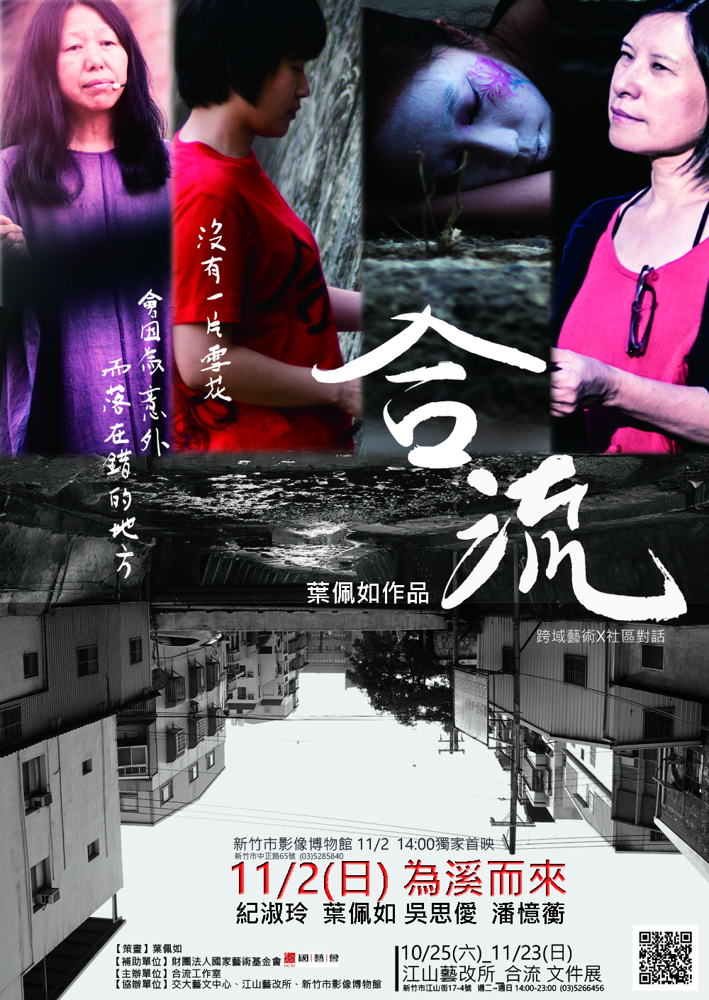 沒有一片雪花
會因為意外
而落在錯的地方
合流
葉佩如作品
跨域藝術X社區對話
新竹市影像博物館 11/2 14:00獨家首映
新竹市中正路65號 (03)5285840
11/2(日) 為溪而來
紀淑玲 葉佩如 吳思僾 潘憶蘅
【策畫】葉佩如
【補助單位】財團法人國家藝術基金會 NCAF 國藝會
【主辦單位】合流工作室
【協辦單位】交大藝文中心、江山藝改所、新竹市影像博物館
10/25(六)_11/23(日)
江山藝改所_合流 文件展
新竹市江山街17-4號 週二~週日 14:00-23:00 (03)5266456